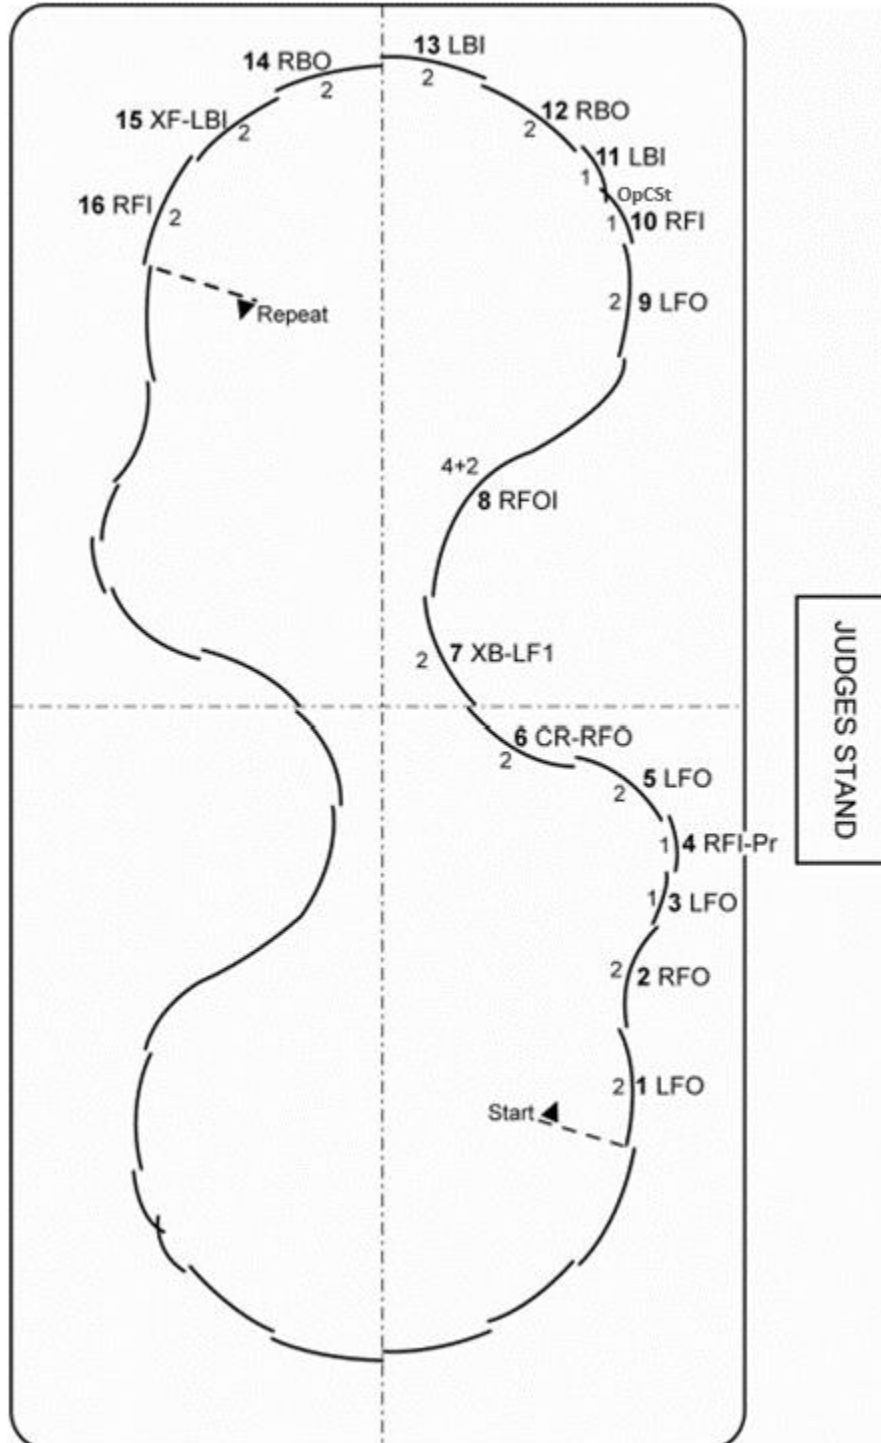 13 LBI
2
14 RBO
2
12 RBO
2
15 XF-LBI
2
11 LBI
1
OpCSt
16 RFI
2
10 RFI
1
9 LFO
2
Repeat
4+2
8 RFOI
7 XB-LF1
2
6 CR-RFO
2
5 LFO
2
4 RFI-Pr
1
3 LFO
1
2 RFO
2
1 LFO
2
Start
JUDGES STAND